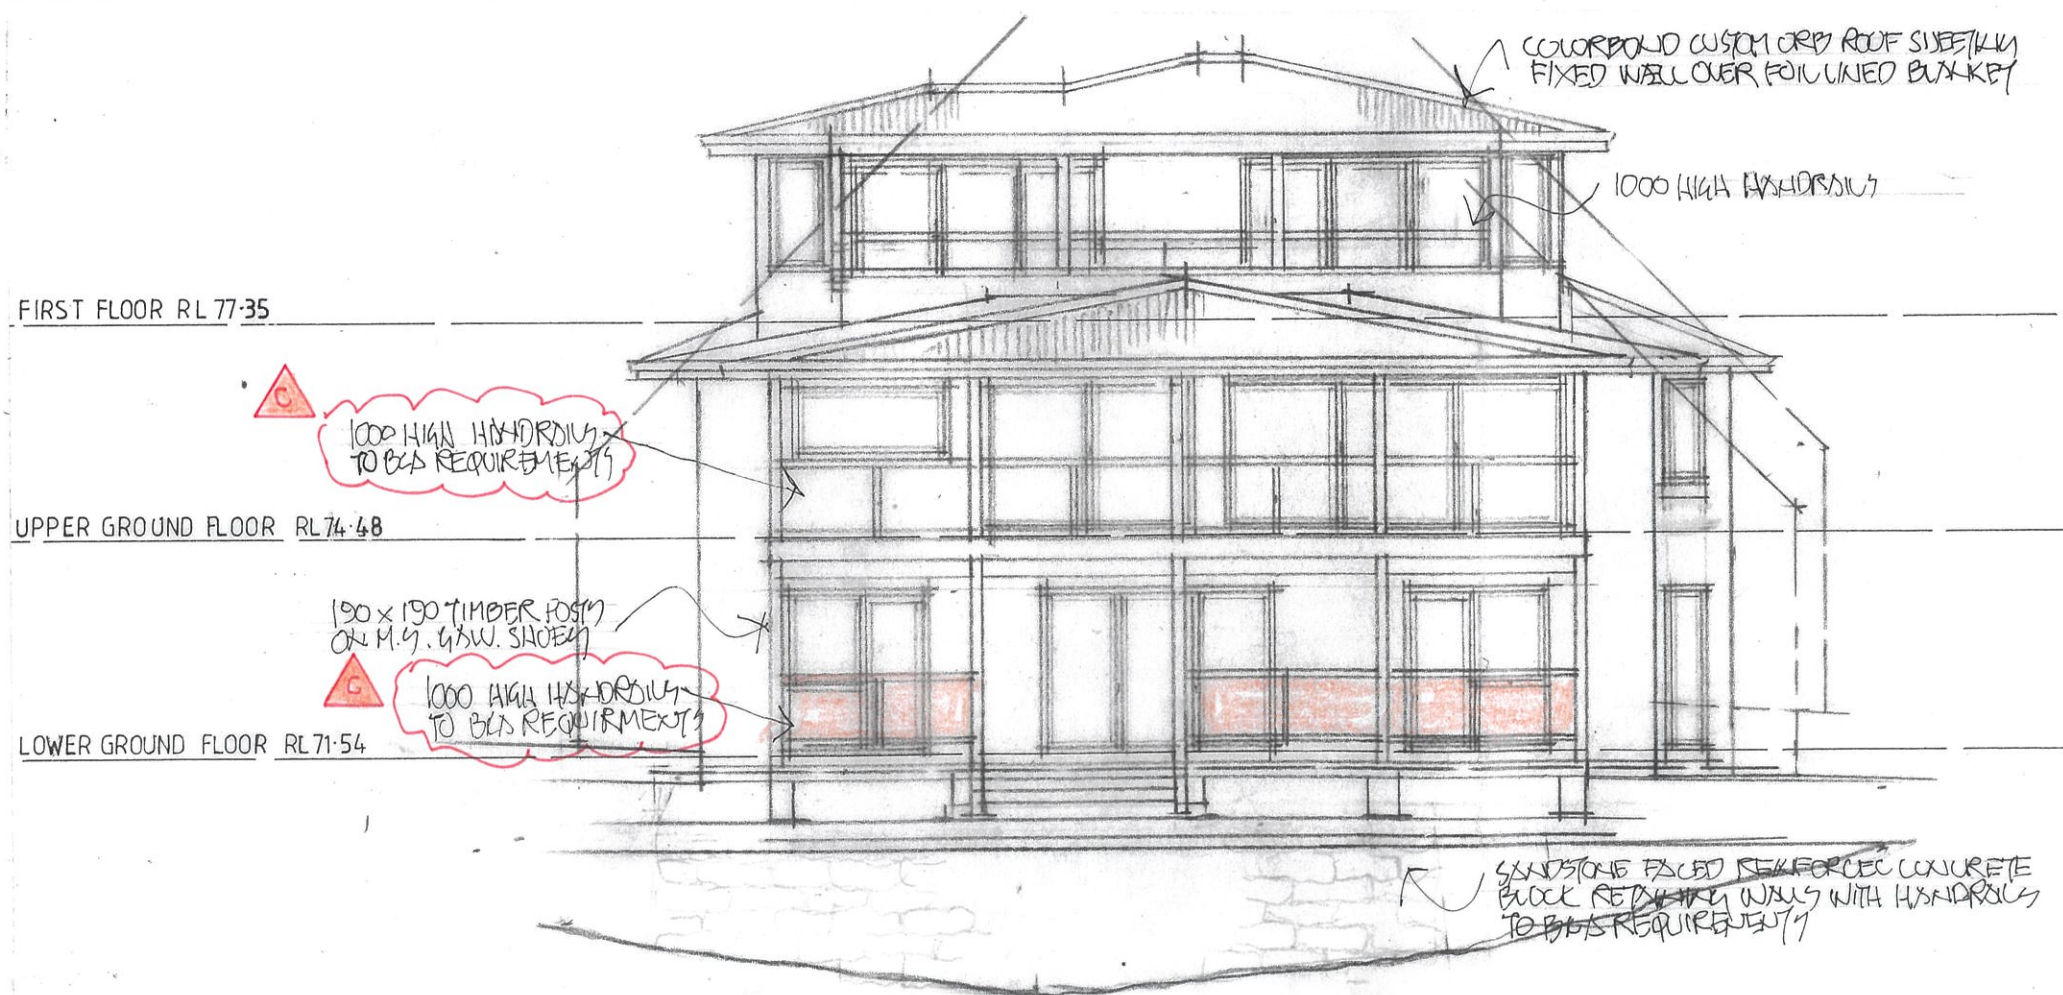 COLORBOND CUSTOM ORB ROOF SHEETING
FIXED WELL OVER FOIL LINED BLANKET
1000 HIGH HANDRAILS
FIRST FLOOR RL 77·35
C
1000 HIGH HANDRAILS
TO BCA REQUIREMENTS
UPPER GROUND FLOOR RL 74·48
190 x 190 TIMBER POSTS
ON M.S. GAL. SHOES
C
1000 HIGH HANDRAILS
TO BCA REQUIRMENTS
LOWER GROUND FLOOR RL 71·54
SANDSTONE FACED REINFORCED CONCRETE
BLOCK RETAINING WALLS WITH HANDRAILS
TO BCA REQUIREMENTS